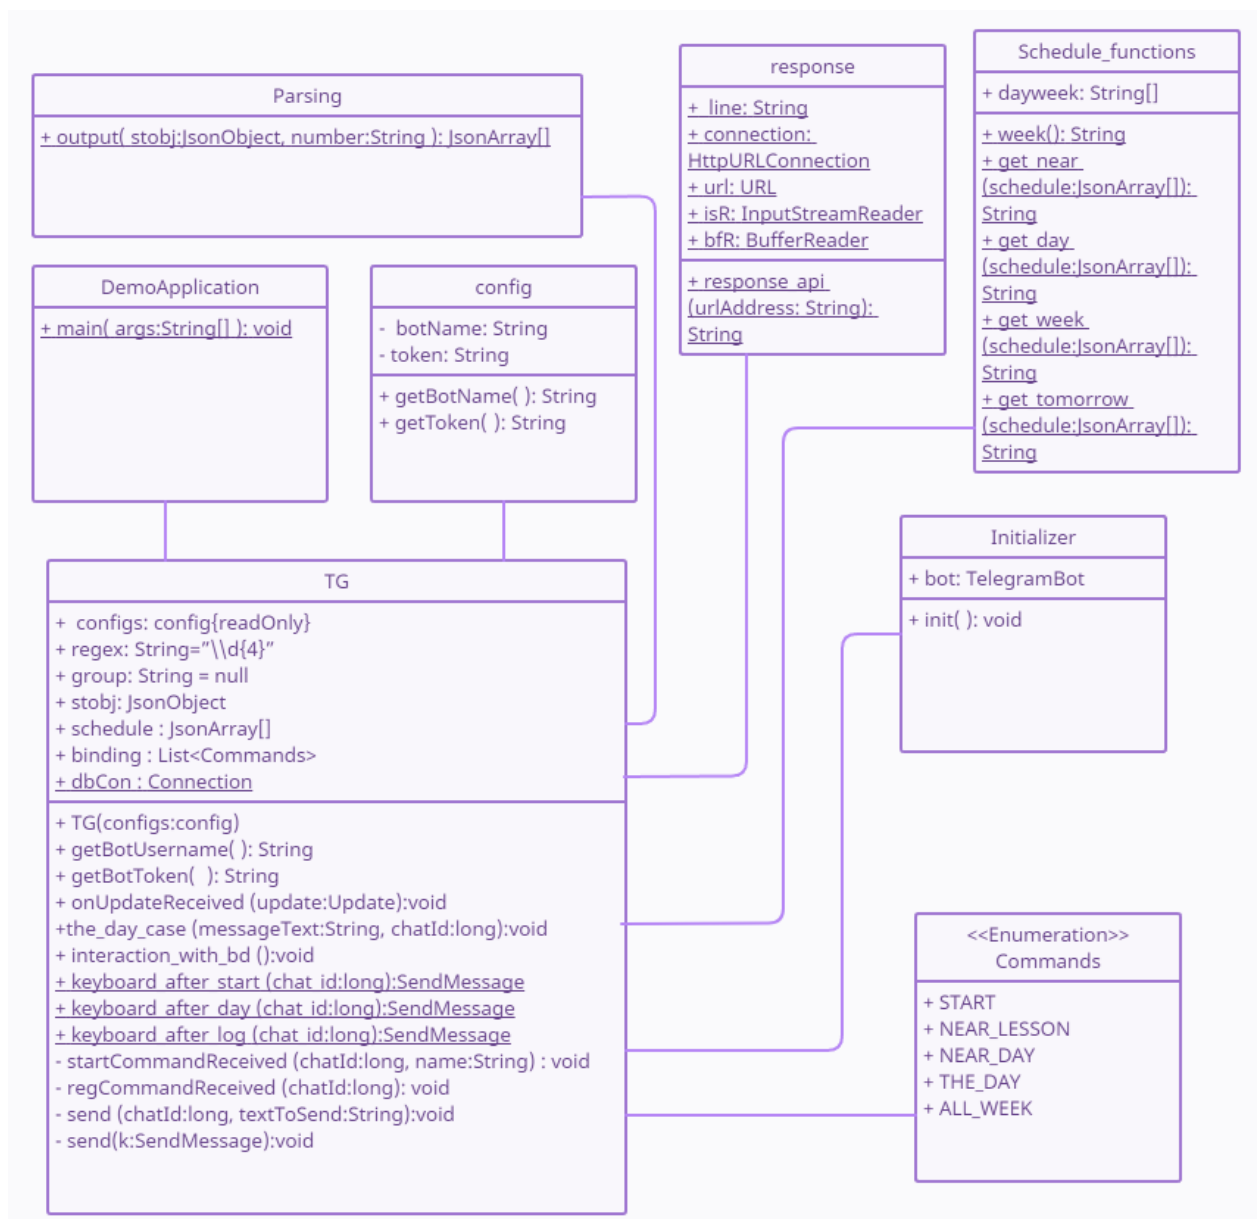 Parsing
+ output( stobj:JsonObject, number:String ): JsonArray[]
DemoApplication
+ main( args:String[] ): void
config
-  botName: String
- token: String
+ getBotName( ): String
+ getToken( ): String
response
+  line: String
+ connection:
HttpURLConnection
+ url: URL
+ isR: InputStreamReader
+ bfR: BufferReader
+ response_api
(urlAddress: String):
String
Schedule_functions
+ dayweek: String[]
+ week(): String
+ get_near
(schedule:JsonArray[]):
String
+ get_day
(schedule:JsonArray[]):
String
+ get_week
(schedule:JsonArray[]):
String
+ get_tomorrow
(schedule:JsonArray[]):
String
TG
+  configs: config{readOnly}
+ regex: String=”\\d{4}”
+ group: String = null
+ stobj: JsonObject
+ schedule : JsonArray[]
+ binding : List<Commands>
+ dbCon : Connection
+ TG(configs:config)
+ getBotUsername( ): String
+ getBotToken(  ): String
+ onUpdateReceived (update:Update):void
+the_day_case (messageText:String, chatId:long):void
+ interaction_with_bd ():void
+ keyboard_after_start (chat_id:long):SendMessage
+ keyboard_after_day (chat_id:long):SendMessage
+ keyboard_after_log (chat_id:long):SendMessage
- startCommandReceived (chatId:long, name:String) : void
- regCommandReceived (chatId:long): void
- send (chatId:long, textToSend:String):void
- send(k:SendMessage):void
Initializer
+ bot: TelegramBot
+ init( ): void
<<Enumeration>>
Commands
+ START
+ NEAR_LESSON
+ NEAR_DAY
+ THE_DAY
+ ALL_WEEK